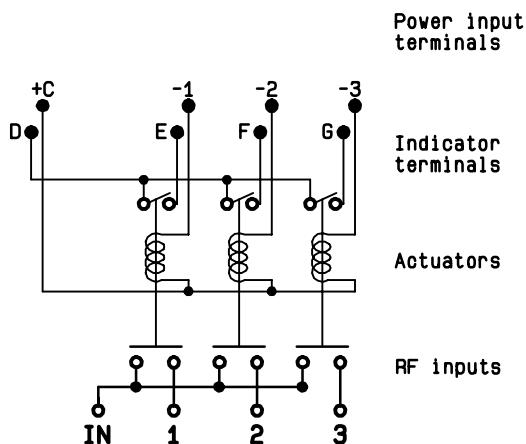 Power input
terminals
+C -1 -2 -3
D E F G
Indicator
terminals
Actuators
RF inputs
IN 1 2 3